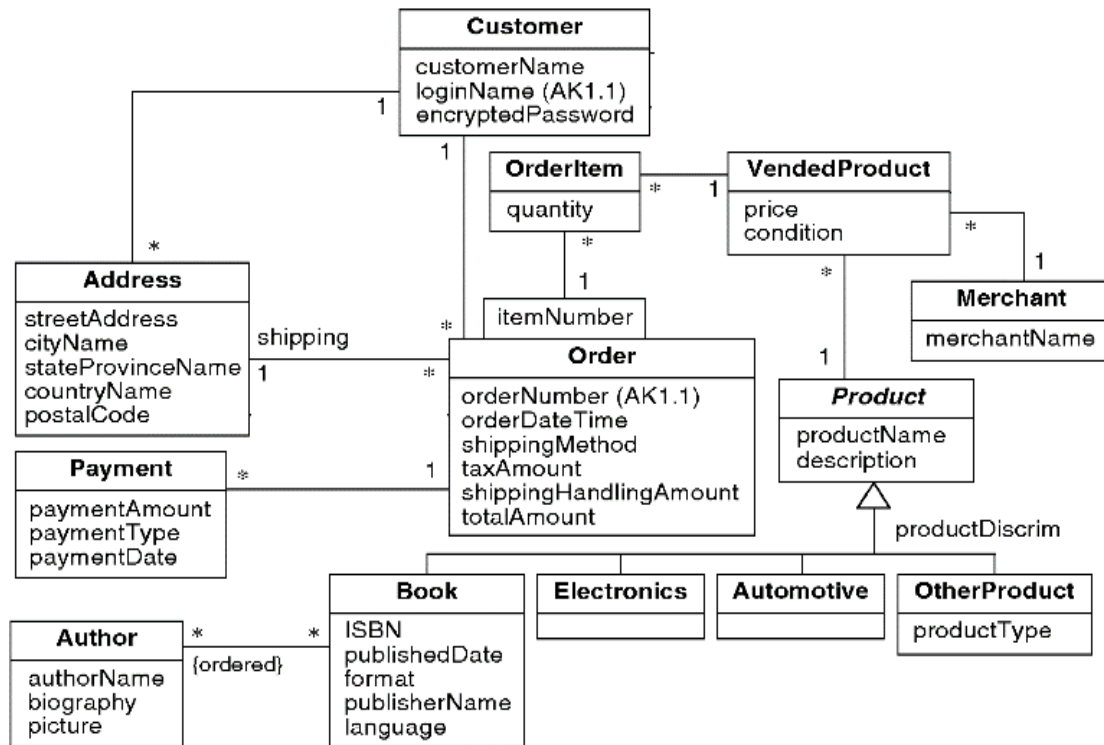 Customer
customerName
loginName (AK1.1)
encryptedPassword
1
1
OrderItem
quantity
*
1
VendedProduct
price
condition
*
*
1
*
*
1
Address
streetAddress
cityName
stateProvinceName
countryName
postalCode
shipping
1
*
*
itemNumber
Order
orderNumber (AK1.1)
orderDateTime
shippingMethod
taxAmount
shippingHandlingAmount
totalAmount
Merchant
merchantName
1
Product
productName
description
Payment
paymentAmount
paymentType
paymentDate
*
1
productDiscrim
Book
ISBN
publishedDate
format
publisherName
language
Electronics
Automotive
OtherProduct
productType
Author
authorName
biography
picture
*
*
{ordered}